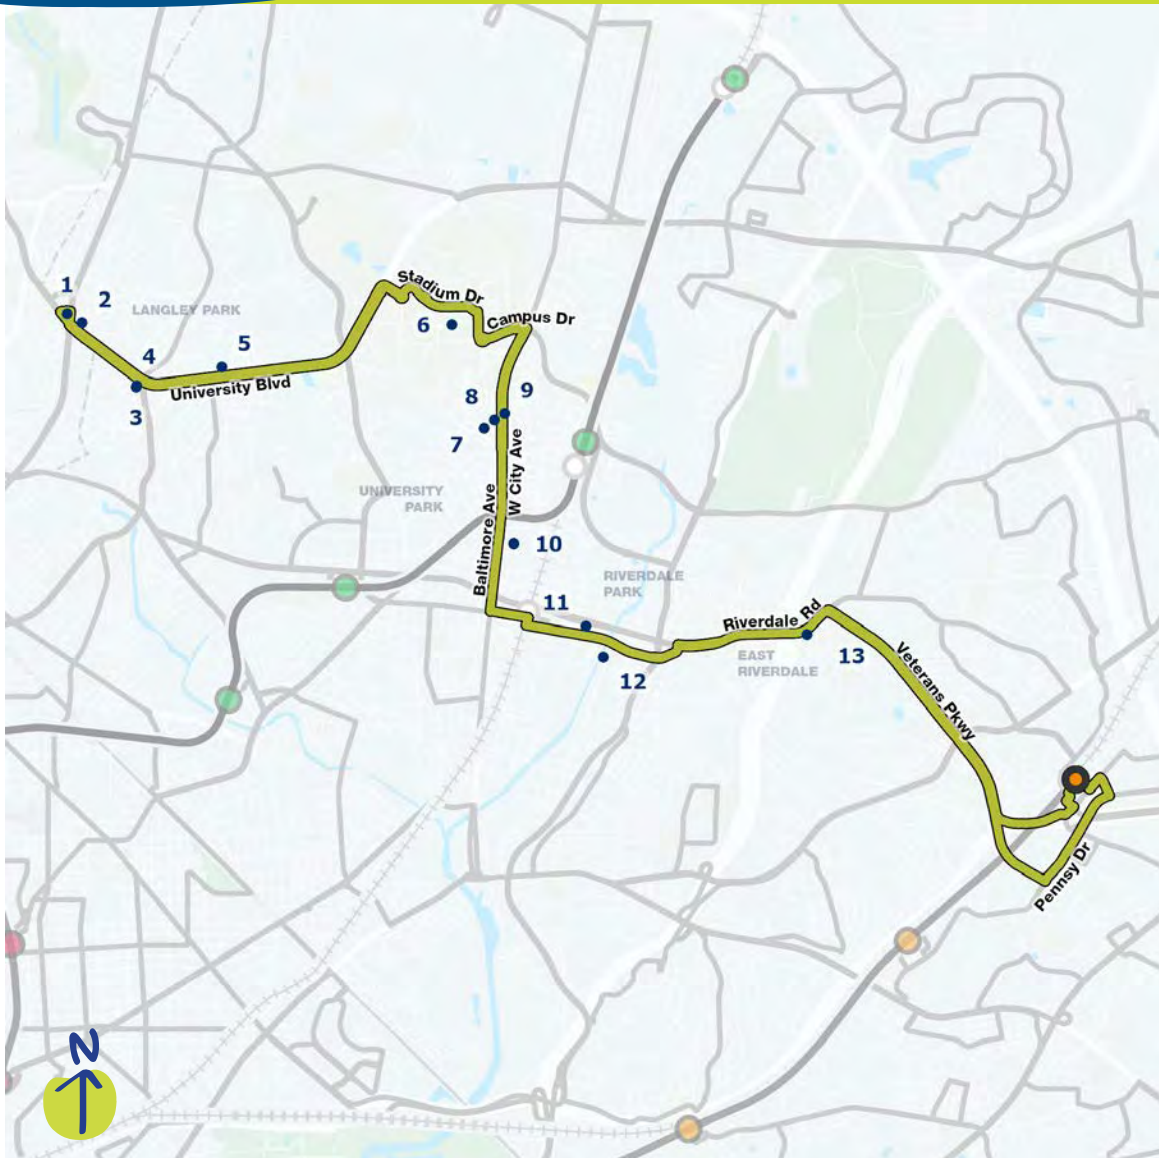 Stadium Dr
1
2
LANGLEY PARK
Campus Dr
6
5
4
University Blvd
3
8
9
7
W City Ave
UNIVERSITY
PARK
Baltimore Ave
10
RIVERDALE
PARK
11
Riverdale Rd
13
EAST
RIVERDALE
12
Veterans Pkwy
Pennsy Dr
N